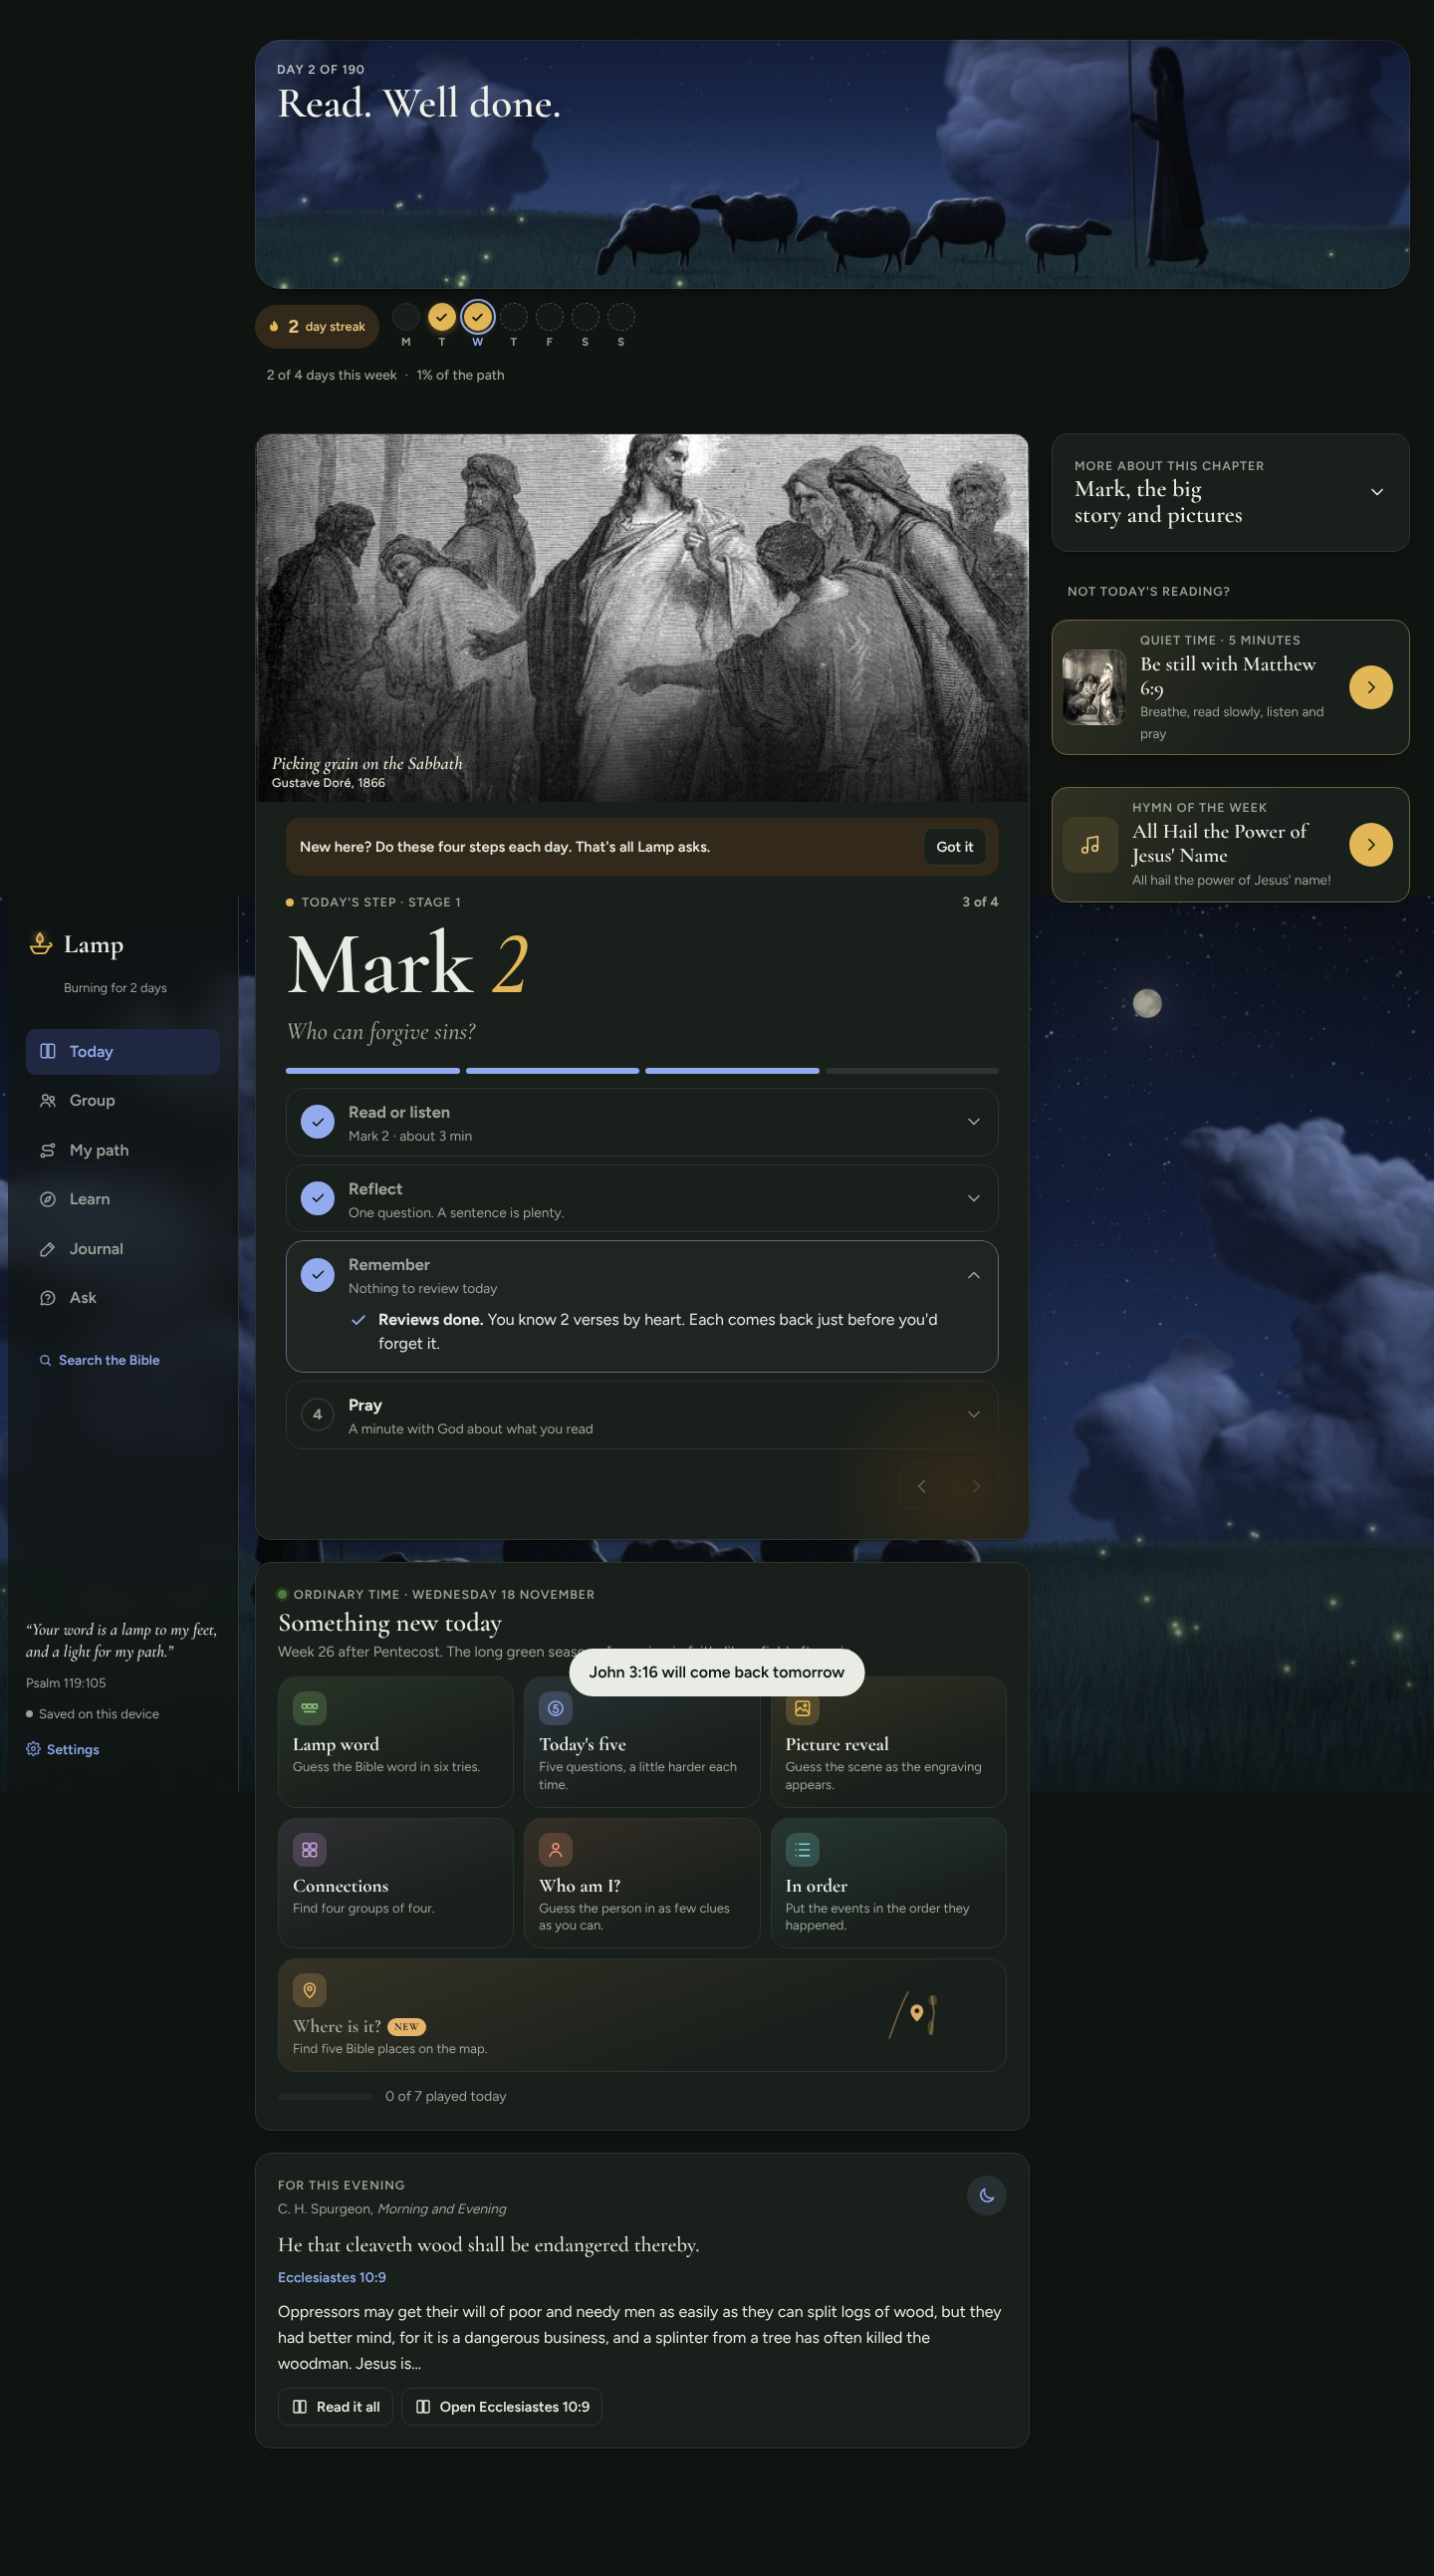 DAY 2 OF 190
Read. Well done.
2 day streak
M T W T F S S
2 of 4 days this week · 1% of the path
Picking grain on the Sabbath
Gustave Doré, 1866
New here? Do these four steps each day. That's all Lamp asks.
Got it
TODAY'S STEP · STAGE 1
3 of 4
Mark 2
Who can forgive sins?
Read or listen
Mark 2 · about 3 min
Reflect
One question. A sentence is plenty.
Remember
Nothing to review today
Reviews done. You know 2 verses by heart. Each comes back just before you'd
forget it.
4
Pray
A minute with God about what you read
MORE ABOUT THIS CHAPTER
Mark, the big
story and pictures
NOT TODAY'S READING?
QUIET TIME · 5 MINUTES
Be still with Matthew
6:9
Breathe, read slowly, listen and
pray
HYMN OF THE WEEK
All Hail the Power of
Jesus' Name
All hail the power of Jesus' name!
Lamp
Burning for 2 days
Today
Group
My path
Learn
Journal
Ask
Search the Bible
“Your word is a lamp to my feet,
and a light for my path.”
Psalm 119:105
Saved on this device
Settings
ORDINARY TIME · WEDNESDAY 18 NOVEMBER
Something new today
Week 26 after Pentecost. The long green
John 3:16 will come back tomorrow
Lamp word
Guess the Bible word in six tries.
5
Today's five
Five questions, a little harder each
time.
Picture reveal
Guess the scene as the engraving
appears.
Connections
Find four groups of four.
Who am I?
Guess the person in as few clues
as you can.
In order
Put the events in the order they
happened.
Where is it? NEW
Find five Bible places on the map.
0 of 7 played today
FOR THIS EVENING
C. H. Spurgeon, Morning and Evening
He that cleaveth wood shall be endangered thereby.
Ecclesiastes 10:9
Oppressors may get their will of poor and needy men as easily as they can split logs of wood, but they
had better mind, for it is a dangerous business, and a splinter from a tree has often killed the
woodman. Jesus is...
Read it all
Open Ecclesiastes 10:9